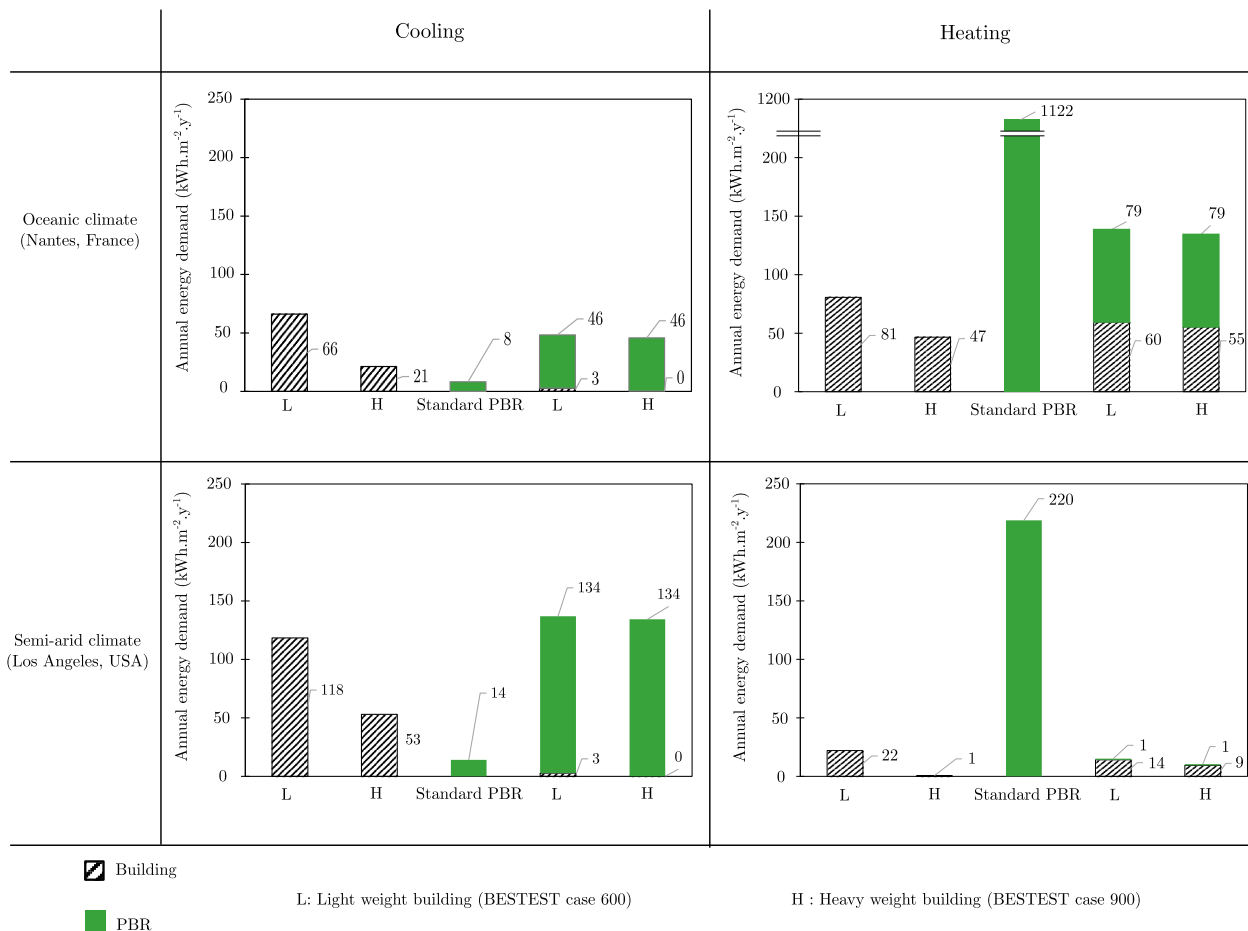 Cooling
Heating
Oceanic climate
(Nantes, France)
Annual energy demand (kWh.m⁻².y⁻¹)
250
200
150
100
50
0
66
21
8
46
3
46
0
L
H
Standard PBR
L
H
Annual energy demand (kWh.m⁻².y⁻¹)
1200
200
150
100
50
0
81
47
1122
79
60
79
55
L
H
Standard PBR
L
H
Semi-arid climate
(Los Angeles, USA)
Annual energy demand (kWh.m⁻².y⁻¹)
250
200
150
100
50
0
118
53
14
134
3
134
0
L
H
Standard PBR
L
H
Annual energy demand (kWh.m⁻².y⁻¹)
250
200
150
100
50
0
22
1
220
1
14
1
9
L
H
Standard PBR
L
H
Building
PBR
L: Light weight building (BESTEST case 600)
H : Heavy weight building (BESTEST case 900)